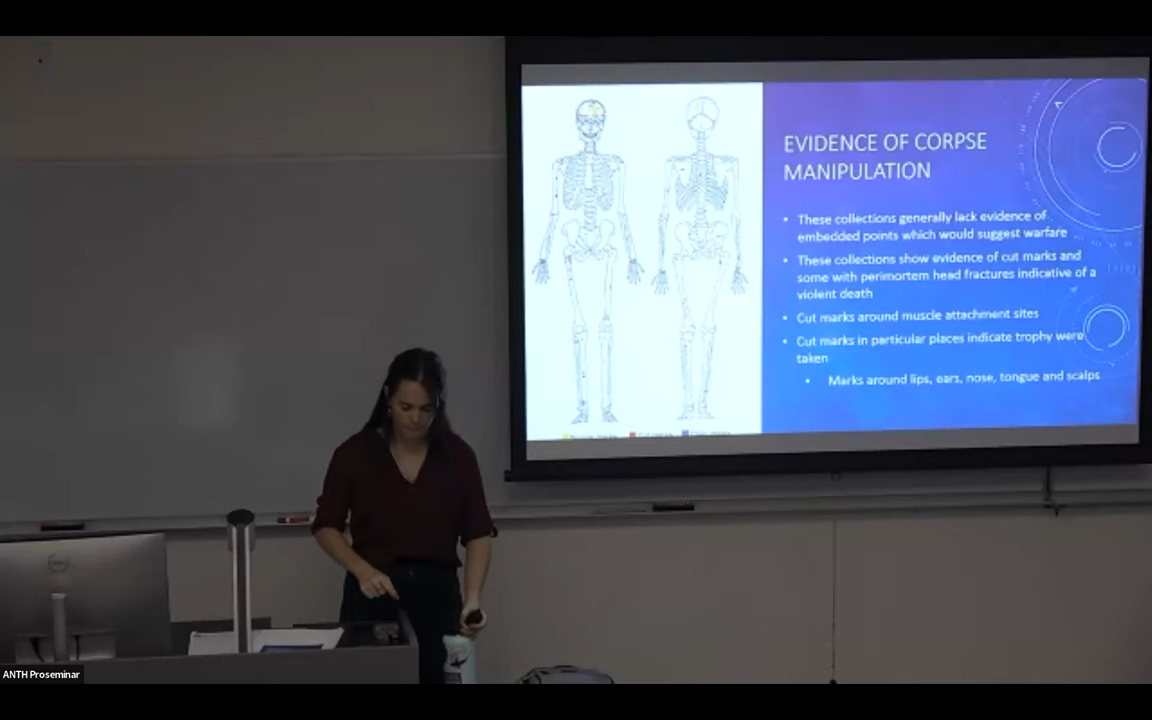 EVIDENCE OF CORPSE
MANIPULATION
• These collections generally lack evidence of
embedded points which would suggest warfare
• These collections show evidence of cut marks and
some with perimortem head fractures indicative of a
violent death
• Cut marks around muscle attachment sites
• Cut marks in particular places indicate trophy were
taken
• Marks around lips, ears, nose, tongue and scalps
ANTH Proseminar